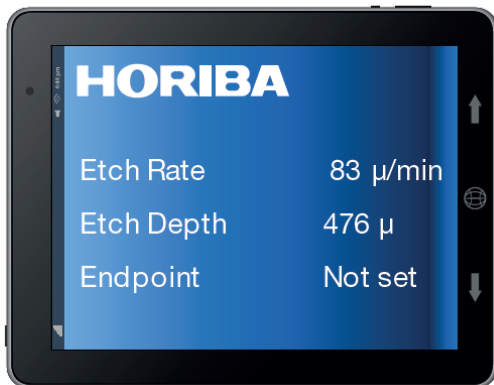 HORIBA
Etch Rate 83 µ/min
Etch Depth 476 µ
Endpoint Not set